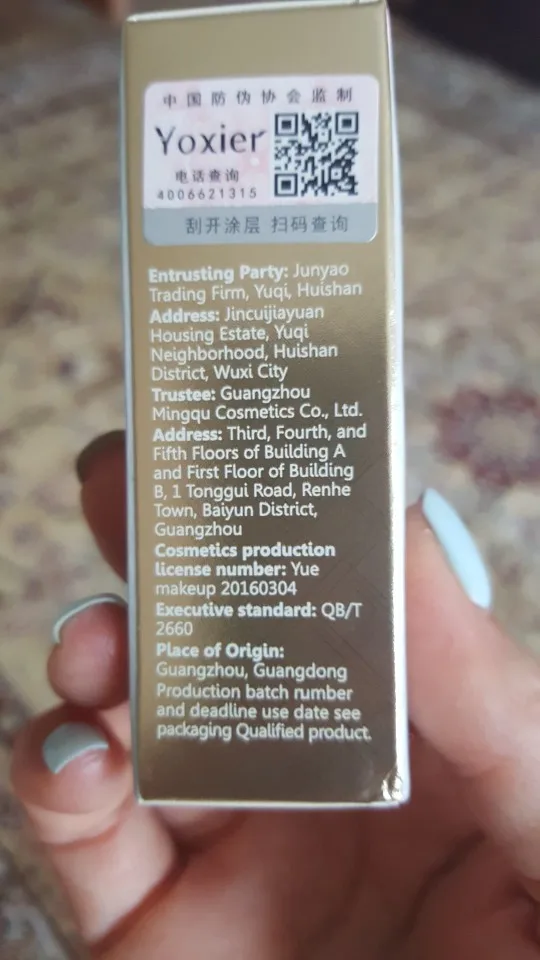 中国防伪协会监制
Yoxier
电话查询
4006621315
刮开涂层 扫码查询
Entrusting Party: Junyao
Trading Firm, Yuqi, Huishan
Address: Jincuijiayuan
Housing Estate, Yuqi
Neighborhood, Huishan
District, Wuxi City
Trustee: Guangzhou
Mingqu Cosmetics Co., Ltd.
Address: Third, Fourth, and
Fifth Floors of Building A
and First Floor of Building
B, 1 Tonggui Road, Renhe
Town, Baiyun District,
Guangzhou
Cosmetics production
license number: Yue
makeup 20160304
Executive standard: QB/T
2660
Place of Origin:
Guangzhou, Guangdong
Production batch number
and deadline use date see
packaging Qualified product.